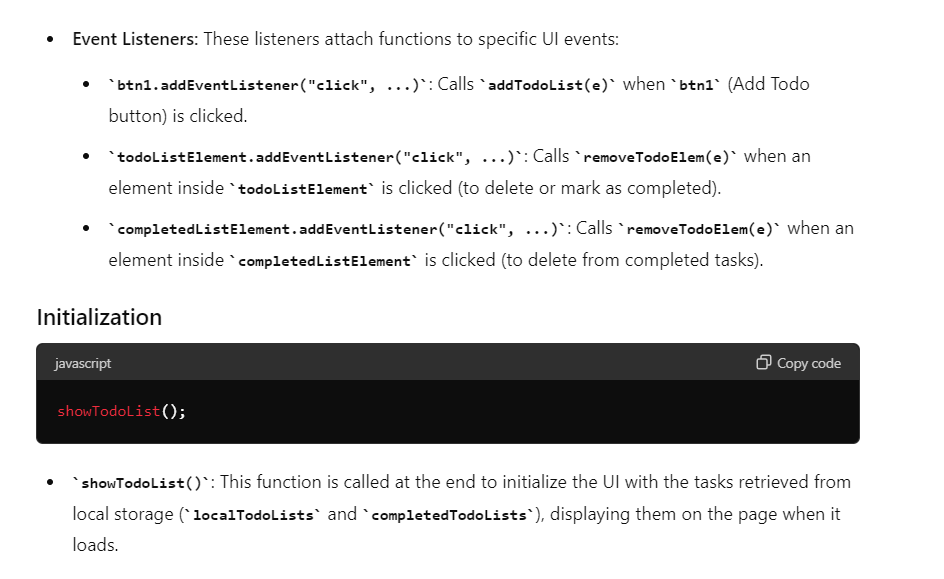 • Event Listeners: These listeners attach functions to specific UI events:
• `btn1.addEventListener("click", ...)`: Calls `addTodoList(e)` when `btn1` (Add Todo
button) is clicked.
• `todoListElement.addEventListener("click", ...)`: Calls `removeTodoElem(e)` when an
element inside `todoListElement` is clicked (to delete or mark as completed).
• `completedListElement.addEventListener("click", ...)`: Calls `removeTodoElem(e)` when an
element inside `completedListElement` is clicked (to delete from completed tasks).
Initialization
javascript Copy code
showTodoList();
• `showTodoList()`: This function is called at the end to initialize the UI with the tasks retrieved from
local storage (`localTodoLists` and `completedTodoLists`), displaying them on the page when it
loads.